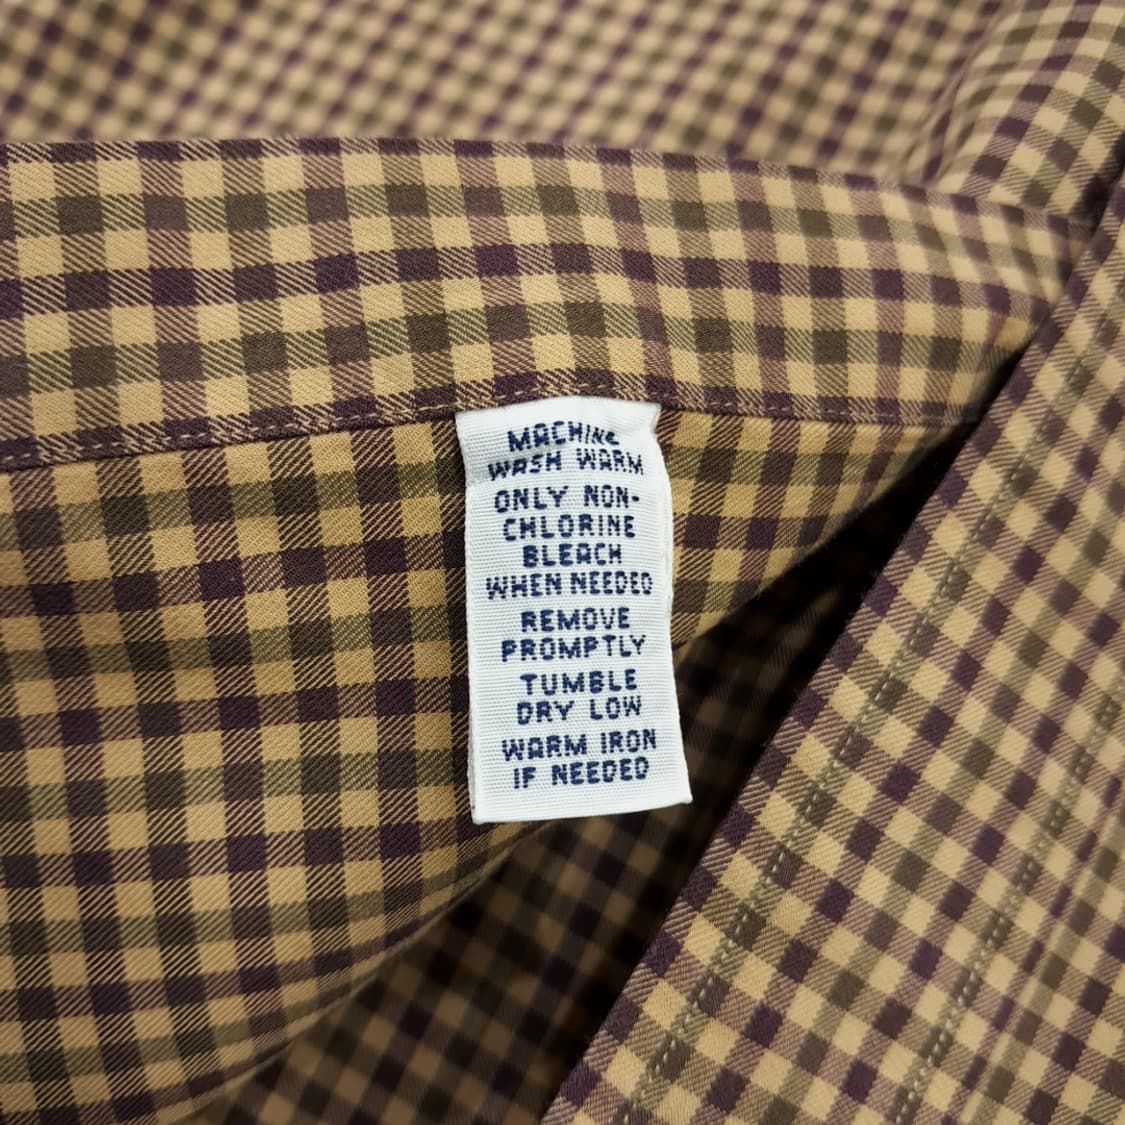 MACHINE
WASH WARM
ONLY NON-
CHLORINE
BLEACH
WHEN NEEDED
REMOVE
PROMPTLY
TUMBLE
DRY LOW
WARM IRON
IF NEEDED